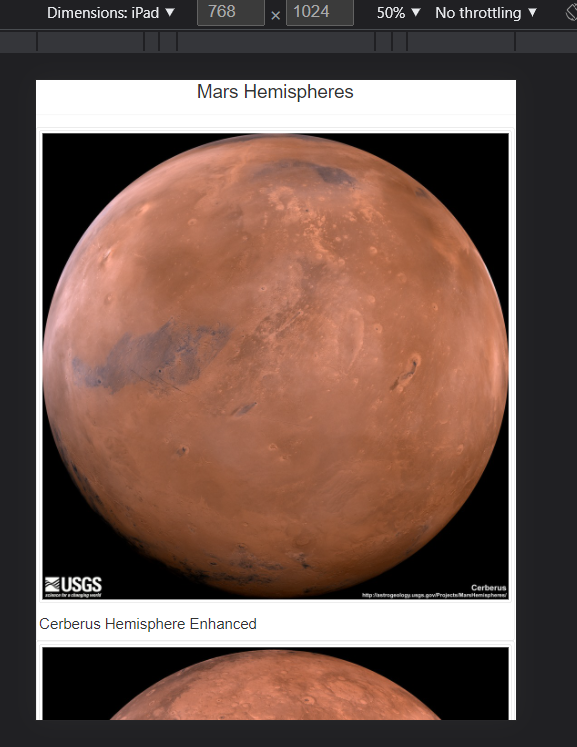 Dimensions: iPad ▼ 768 × 1024 50% ▼ No throttling ▼
Mars Hemispheres
USGS
science for a changing world
Cerberus
http://astrogeology.usgs.gov/Projects/MarsHemispheres/
Cerberus Hemisphere Enhanced